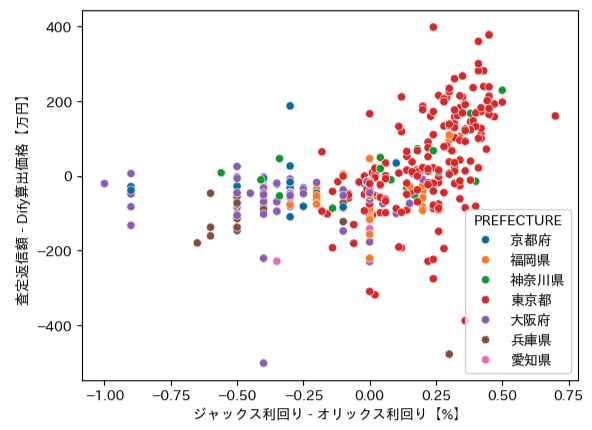 400
200
0
−200
−400
査定返信額 - Dify算出価格【万円】
PREFECTURE
京都府
福岡県
神奈川県
東京都
大阪府
兵庫県
愛知県
−1.00 −0.75 −0.50 −0.25 0.00 0.25 0.50 0.75
ジャックス利回り - オリックス利回り【%】